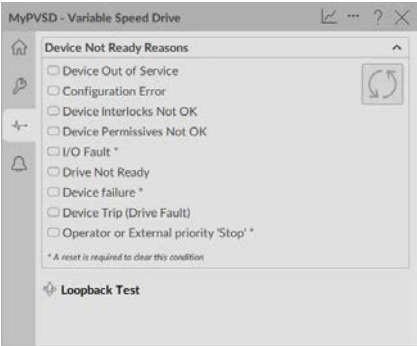 MyPVSD - Variable Speed Drive
Device Not Ready Reasons
Device Out of Service
Configuration Error
Device Interlocks Not OK
Device Permissives Not OK
I/O Fault *
Drive Not Ready
Device failure *
Device Trip (Drive Fault)
Operator or External priority 'Stop' *
* A reset is required to clear this condition
Loopback Test